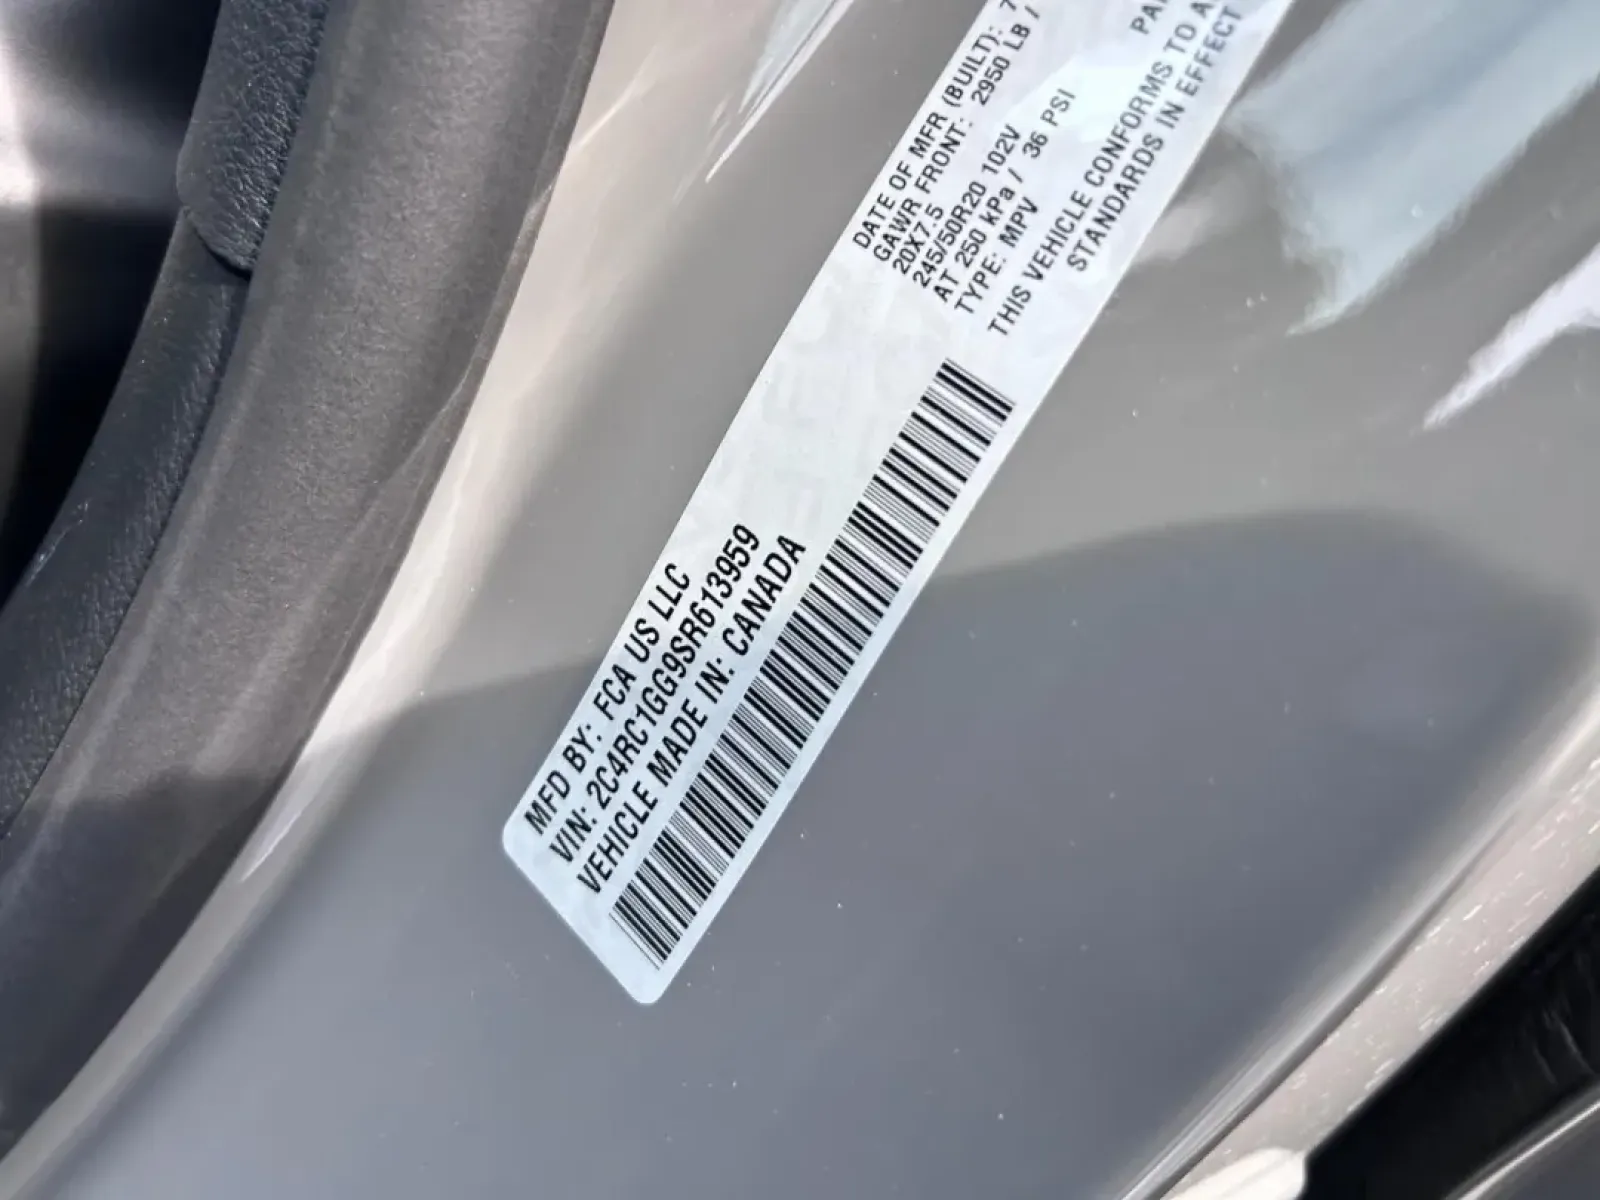 MFD BY: FCA US LLC
VIN: 2C4RC1GG9SR613959
VEHICLE MADE IN: CANADA
DATE OF MFR (BUILT): 7
GAWR FRONT: 2950 LB /
20X7.5
245/50R20 102V
AT 250 kPa / 36 PSI
TYPE: MPV
THIS VEHICLE CONFORMS TO A
STANDARDS IN EFFECT
PAI